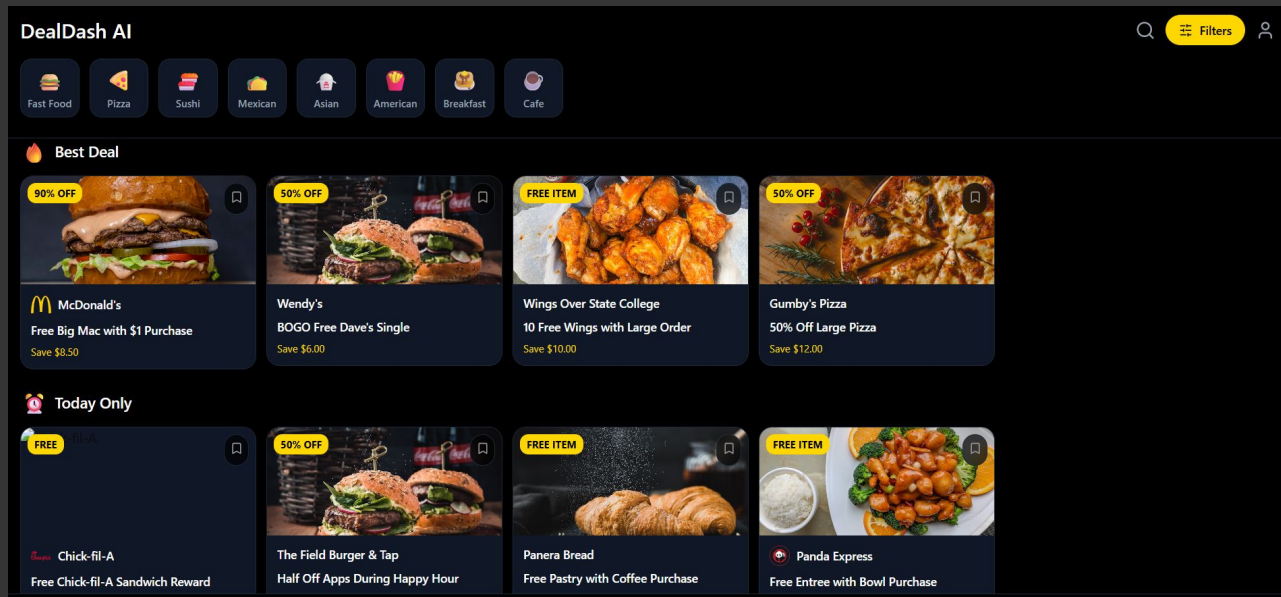 DealDash AI
Filters
Fast Food
Pizza
Sushi
Mexican
Asian
American
Breakfast
Cafe
Best Deal
90% OFF
50% OFF
FREE ITEM
50% OFF
McDonald's
Free Big Mac with $1 Purchase
Save $8.50
Wendy's
BOGO Free Dave's Single
Save $6.00
Wings Over State College
10 Free Wings with Large Order
Save $10.00
Gumby's Pizza
50% Off Large Pizza
Save $12.00
Today Only
FREE
50% OFF
FREE ITEM
FREE ITEM
Chick-fil-A
Free Chick-fil-A Sandwich Reward
The Field Burger & Tap
Half Off Apps During Happy Hour
Panera Bread
Free Pastry with Coffee Purchase
Panda Express
Free Entree with Bowl Purchase